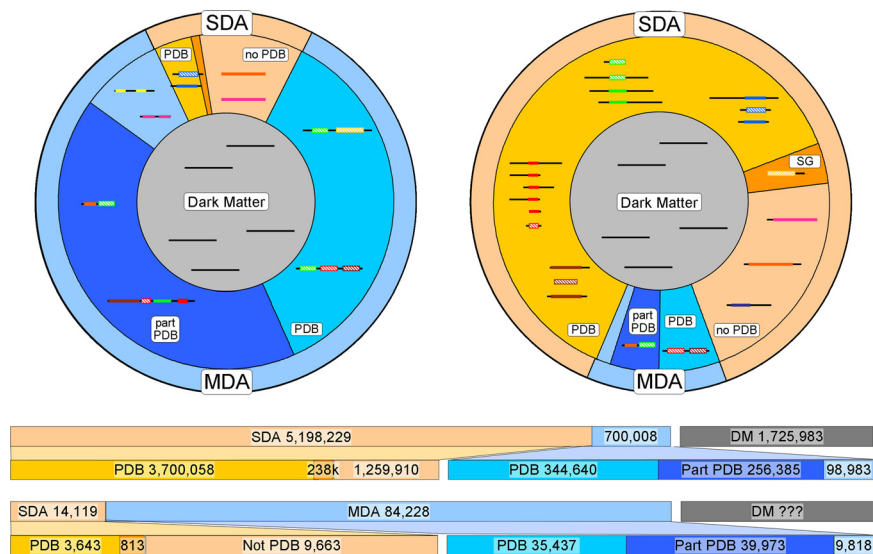 SDA
PDB
no PDB
Dark Matter
part
PDB
PDB
MDA
SDA
SG
Dark Matter
PDB
part
PDB
PDB
no PDB
MDA
SDA 5,198,229
700,008
DM 1,725,983
PDB 3,700,058
238k
1,259,910
PDB 344,640
Part PDB 256,385
98,983
SDA 14,119
MDA 84,228
DM ???
PDB 3,643
813
Not PDB 9,663
PDB 35,437
Part PDB 39,973
9,818